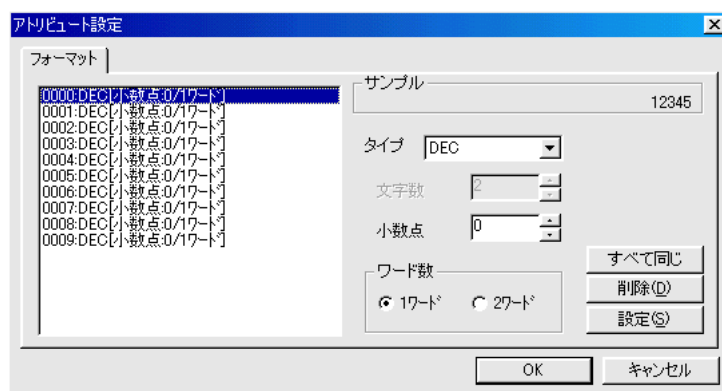 アトリビュート設定
フォーマット
0000:DEC[小数点:0/1ワード]
0001:DEC[小数点:0/1ワード]
0002:DEC[小数点:0/1ワード]
0003:DEC[小数点:0/1ワード]
0004:DEC[小数点:0/1ワード]
0005:DEC[小数点:0/1ワード]
0006:DEC[小数点:0/1ワード]
0007:DEC[小数点:0/1ワード]
0008:DEC[小数点:0/1ワード]
0009:DEC[小数点:0/1ワード]
サンプル
12345
タイプ DEC
文字数 2
小数点 0
ワード数
1ワード 2ワード
すべて同じ
削除(D)
設定(S)
OK キャンセル